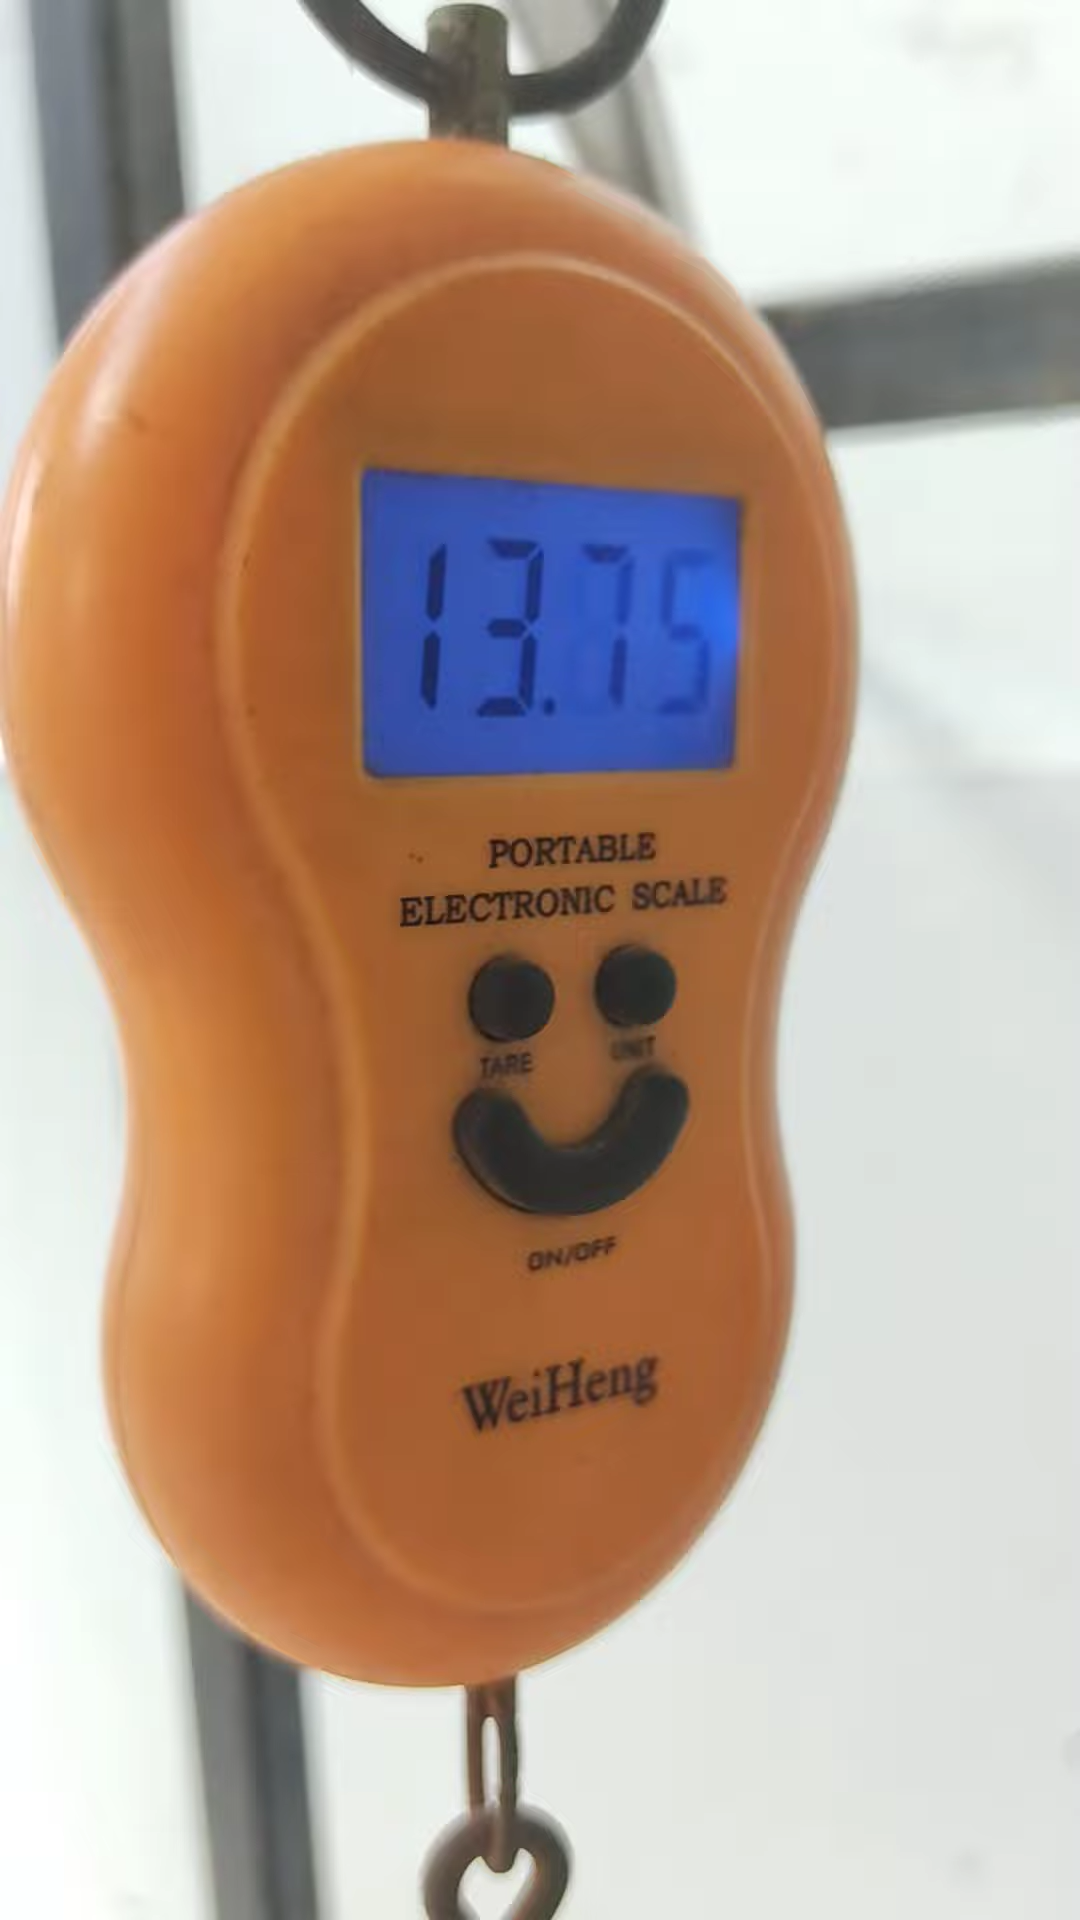 13.75
PORTABLE
ELECTRONIC SCALE
TARE UNIT
ON/OFF
WeiHeng